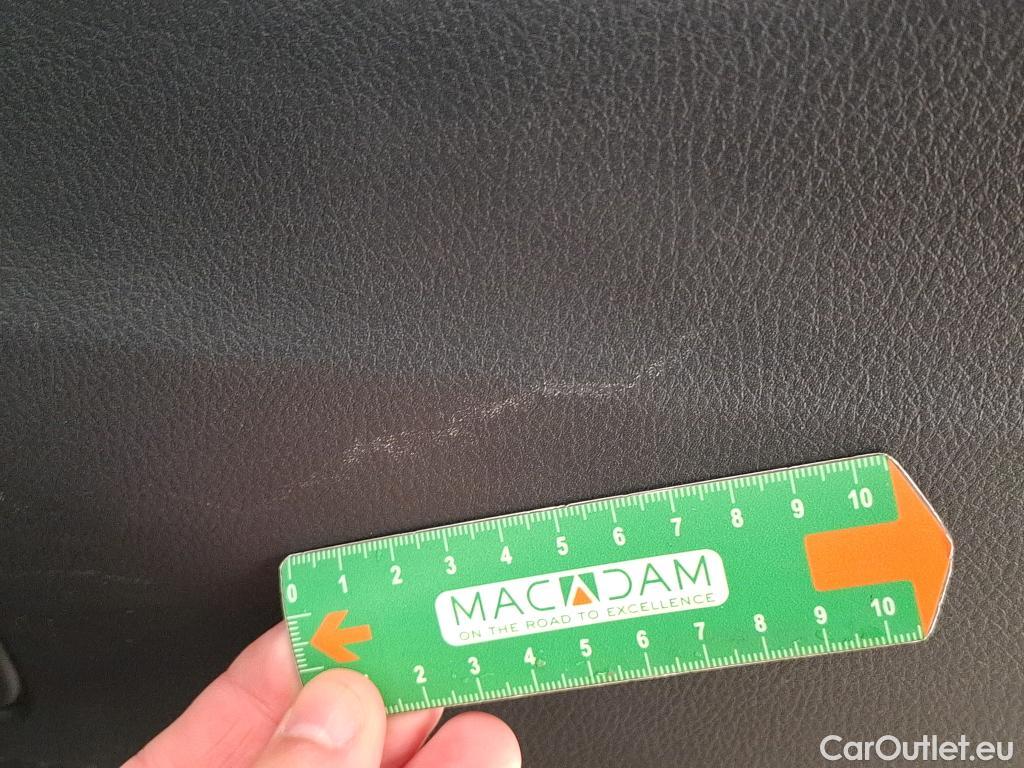 0 1 2 3 4 5 6 7 8 9 10
MACADAM
ON THE ROAD TO EXCELLENCE
2 3 4 5 6 7 8 9 10
CarOutlet.eu